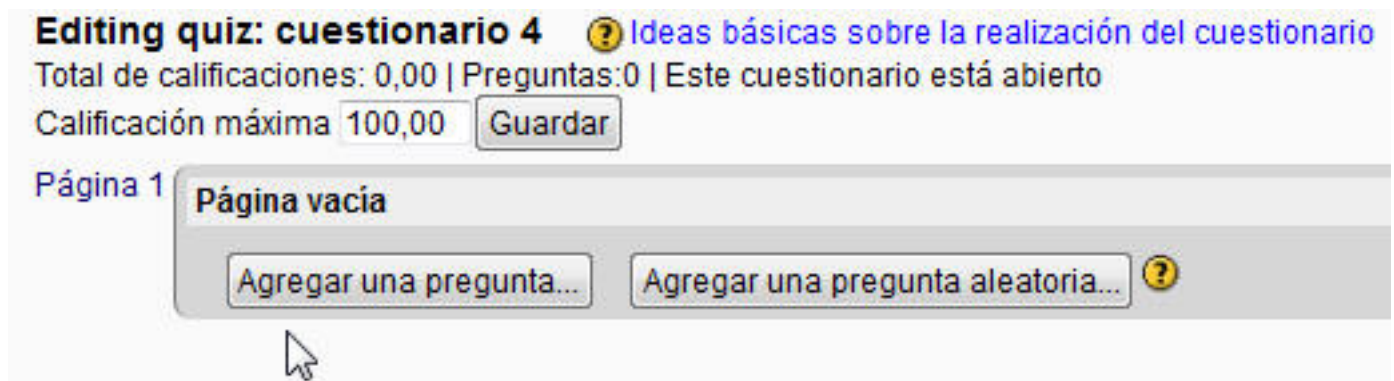 Editing quiz: cuestionario 4 Ideas básicas sobre la realización del cuestionario
Total de calificaciones: 0,00 | Preguntas:0 | Este cuestionario está abierto
Calificación máxima 100,00 Guardar
Página 1
Página vacía
Agregar una pregunta... Agregar una pregunta aleatoria... ?